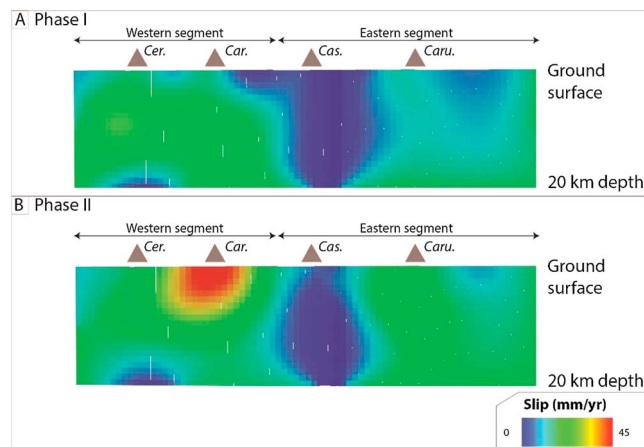 A Phase I
Western segment Eastern segment
Cer. Car. Cas. Caru.
Ground
surface
20 km depth
B Phase II
Western segment Eastern segment
Cer. Car. Cas. Caru.
Ground
surface
20 km depth
Slip (mm/yr)
0 45